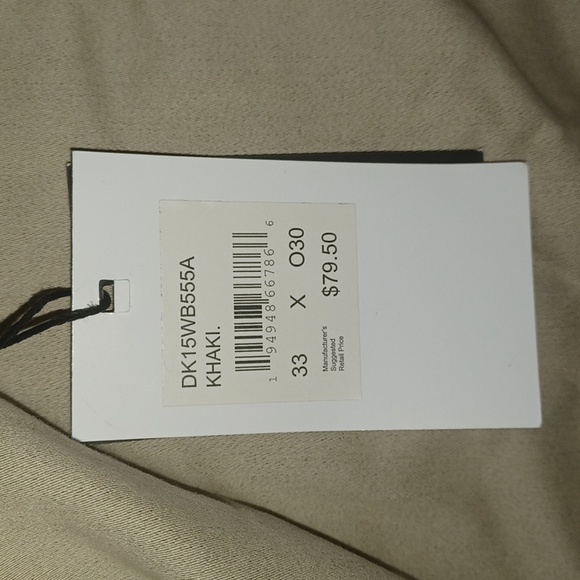 DK15WB555A
KHAKI.
1 94948 66786 6
33 X O30
Manufacturer's
Suggested
Retail Price
$79.50